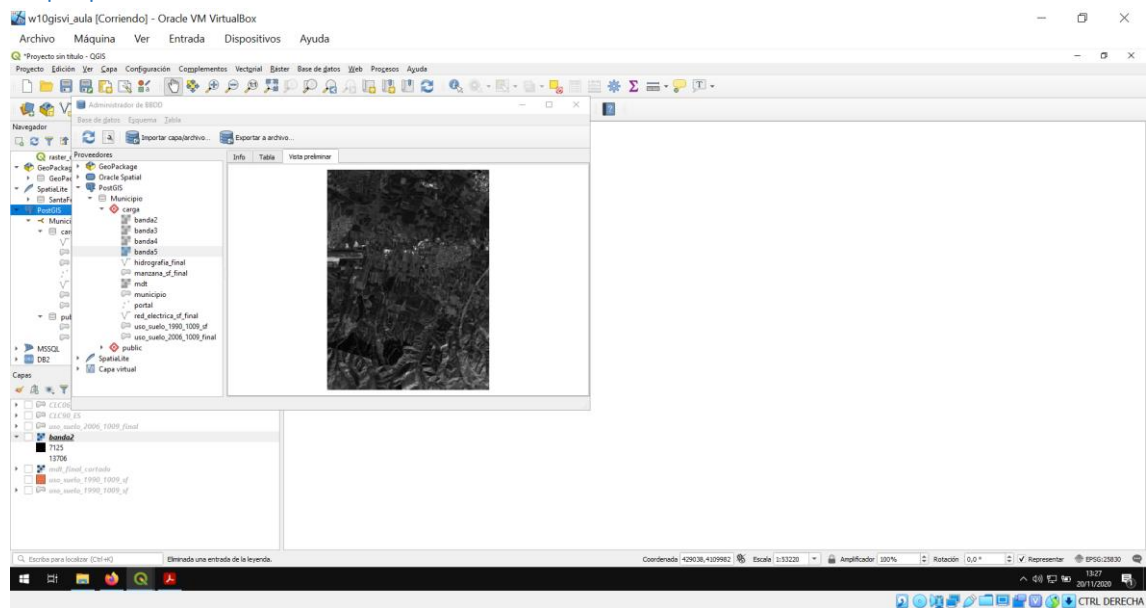 w10gisvi_aula [Corriendo] - Oracle VM VirtualBox
Archivo Máquina Ver Entrada Dispositivos Ayuda
*Proyecto sin título - QGIS
Proyecto Edición Ver Capa Configuración Complementos Vectorial Ráster Base de datos Web Procesos Ayuda
Administrador de BBDD
Base de datos Esquema Tabla
Importar capa/archivo... Exportar a archivo...
Navegador
Proveedores
Info Tabla Vista preliminar
GeoPackage
Oracle Spatial
PostGIS
Municipio
carga
banda2
banda3
banda4
banda5
hidrografia_final
manzana_sf_final
mdt
municipio
portal
red_electrica_sf_final
uso_suelo_1990_1009_sf
uso_suelo_2006_1009_final
public
SpatiaLite
Capa virtual
SpatiaLite
PostGIS
MSSQL
DB2
Capas
CLC90_ES
uso_suelo_2006_1009_final
banda2
7125
13706
mdt_final_cortado
uso_suelo_1990_1009_sf
uso_suelo_1990_1009_sf
Escriba para localizar (Ctrl+K) Eliminada una entrada de la leyenda.
Coordenada 429038,4109982 Escala 1:53220 Amplificador 100% Rotación 0,0 ° Representar EPSG:25830
13:27
20/11/2020
CTRL DERECHA